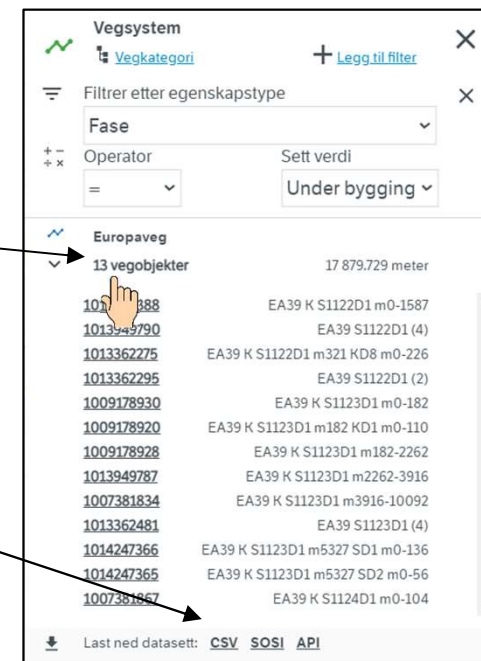 Vegsystem
Vegkategori
Legg til filter
Filtrer etter egenskapstype
Fase
Operator Sett verdi
= Under bygging
Europaveg
13 vegobjekter 17 879.729 meter
EA39 K S1122D1 m0-1587
1013949790 EA39 S1122D1 (4)
1013362275 EA39 K S1122D1 m321 KD8 m0-226
1013362295 EA39 S1122D1 (2)
1009178930 EA39 K S1123D1 m0-182
1009178920 EA39 K S1123D1 m182 KD1 m0-110
1009178928 EA39 K S1123D1 m182-2262
1013949787 EA39 K S1123D1 m2262-3916
1007381834 EA39 K S1123D1 m3916-10092
1013362481 EA39 S1123D1 (4)
1014247366 EA39 K S1123D1 m5327 SD1 m0-136
1014247365 EA39 K S1123D1 m5327 SD2 m0-56
1007381867 EA39 K S1124D1 m0-104
Last ned datasett: CSV SOSI API